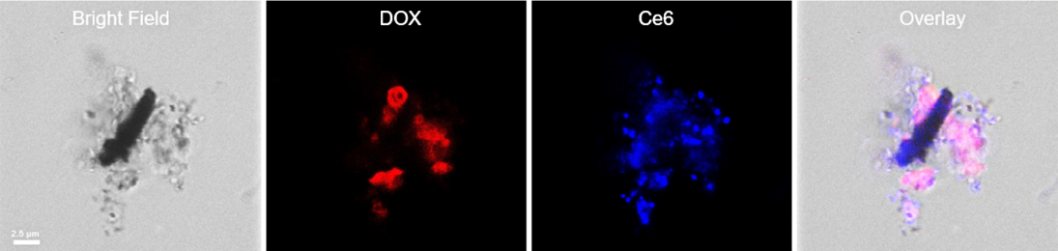 Bright Field
DOX
Ce6
Overlay
2.5 μm